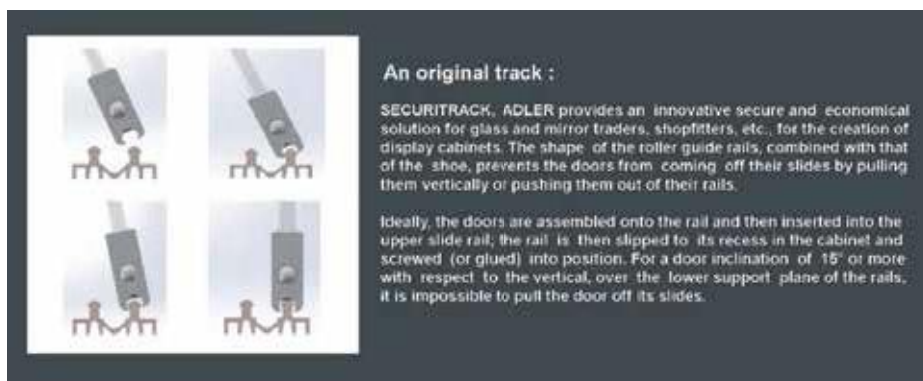 An original track :
SECURITRACK, ADLER provides an innovative secure and economical
solution for glass and mirror traders, shopfitters, etc., for the creation of
display cabinets. The shape of the roller guide rails, combined with that
of the shoe, prevents the doors from coming off their slides by pulling
them vertically or pushing them out of their rails.
Ideally, the doors are assembled onto the rail and then inserted into the
upper slide rail; the rail is then slipped to its recess in the cabinet and
screwed (or glued) into position. For a door inclination of 15° or more
with respect to the vertical, over the lower support plane of the rails,
it is impossible to pull the door off its slides.